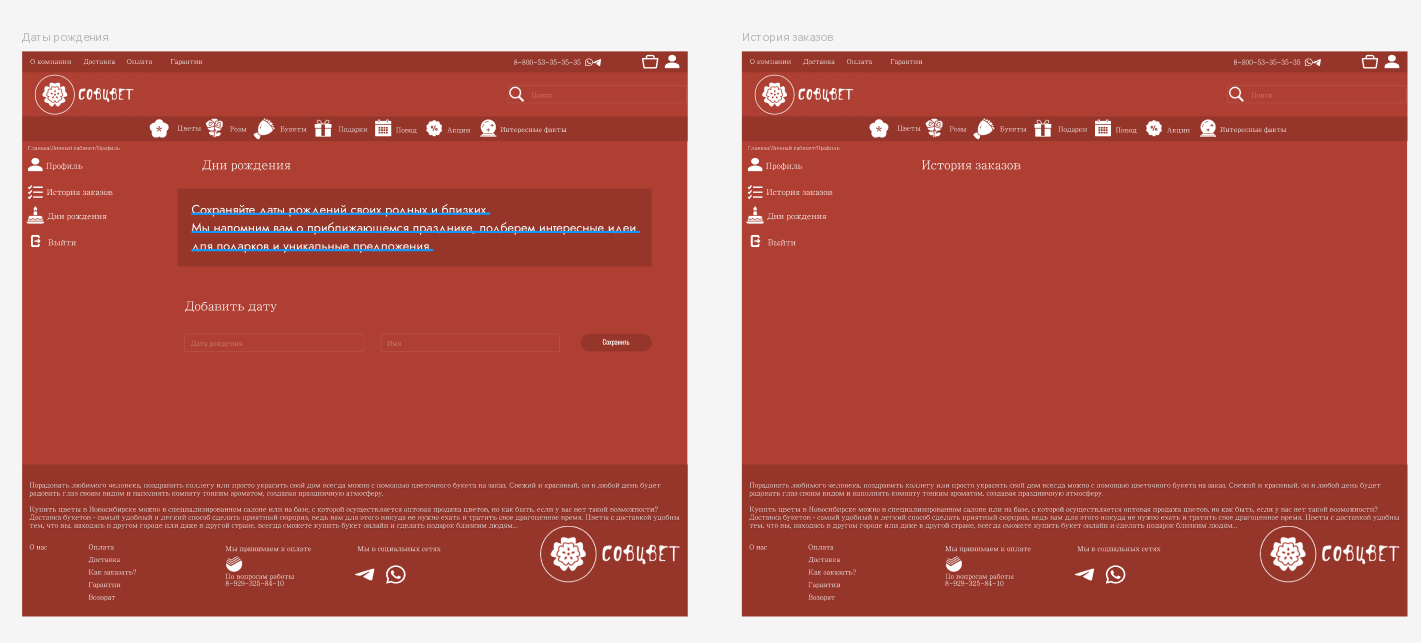 Даты рождения
О компании Доставка Оплата Гарантии 8-800-53-35-35-35
СОВЦВЕТ Поиск
Цветы Розы Букеты Подарки Повод Акции Интересные факты
Главная/Личный кабинет/Профиль
Профиль
Дни рождения
История заказов
Дни рождения
Выйти
Сохраняйте даты рождений своих родных и близких.
Мы напомним вам о приближающемся празднике, подберем интересные идеи
для подарков и уникальные предложения.
Добавить дату
Дата рождения Имя Сохранить
Порадовать любимого человека, поздравить коллегу или просто украсить свой дом всегда можно с помощью цветочного букета на заказ. Свежий и красивый, он в любой день будет
радовать глаз своим видом и наполнять комнату тонким ароматом, создавая праздничную атмосферу.
Купить цветы в Новосибирске можно в специализированном салоне или на базе, с которой осуществляется оптовая продажа цветов, но как быть, если у вас нет такой возможности?
Доставка букетов - самый удобный и легкий способ сделать приятный сюрприз, ведь вам для этого никуда не нужно ехать и тратить свое драгоценное время. Цветы с доставкой удобны
тем, что вы, находясь в другом городе или даже в другой стране, всегда сможете купить букет онлайн и сделать подарок близким людям...
О нас
Оплата
Доставка
Как заказать?
Гарантии
Возврат
Мы принимаем к оплате
По вопросам работы
8-929-325-84-10
Мы в социальных сетях
СОВЦВЕТ
История заказов
О компании Доставка Оплата Гарантии 8-800-53-35-35-35
СОВЦВЕТ Поиск
Цветы Розы Букеты Подарки Повод Акции Интересные факты
Главная/Личный кабинет/Профиль
Профиль
История заказов
История заказов
Дни рождения
Выйти
Порадовать любимого человека, поздравить коллегу или просто украсить свой дом всегда можно с помощью цветочного букета на заказ. Свежий и красивый, он в любой день будет
радовать глаз своим видом и наполнять комнату тонким ароматом, создавая праздничную атмосферу.
Купить цветы в Новосибирске можно в специализированном салоне или на базе, с которой осуществляется оптовая продажа цветов, но как быть, если у вас нет такой возможности?
Доставка букетов - самый удобный и легкий способ сделать приятный сюрприз, ведь вам для этого никуда не нужно ехать и тратить свое драгоценное время. Цветы с доставкой удобны
тем, что вы, находясь в другом городе или даже в другой стране, всегда сможете купить букет онлайн и сделать подарок близким людям...
О нас
Оплата
Доставка
Как заказать?
Гарантии
Возврат
Мы принимаем к оплате
По вопросам работы
8-929-325-84-10
Мы в социальных сетях
СОВЦВЕТ